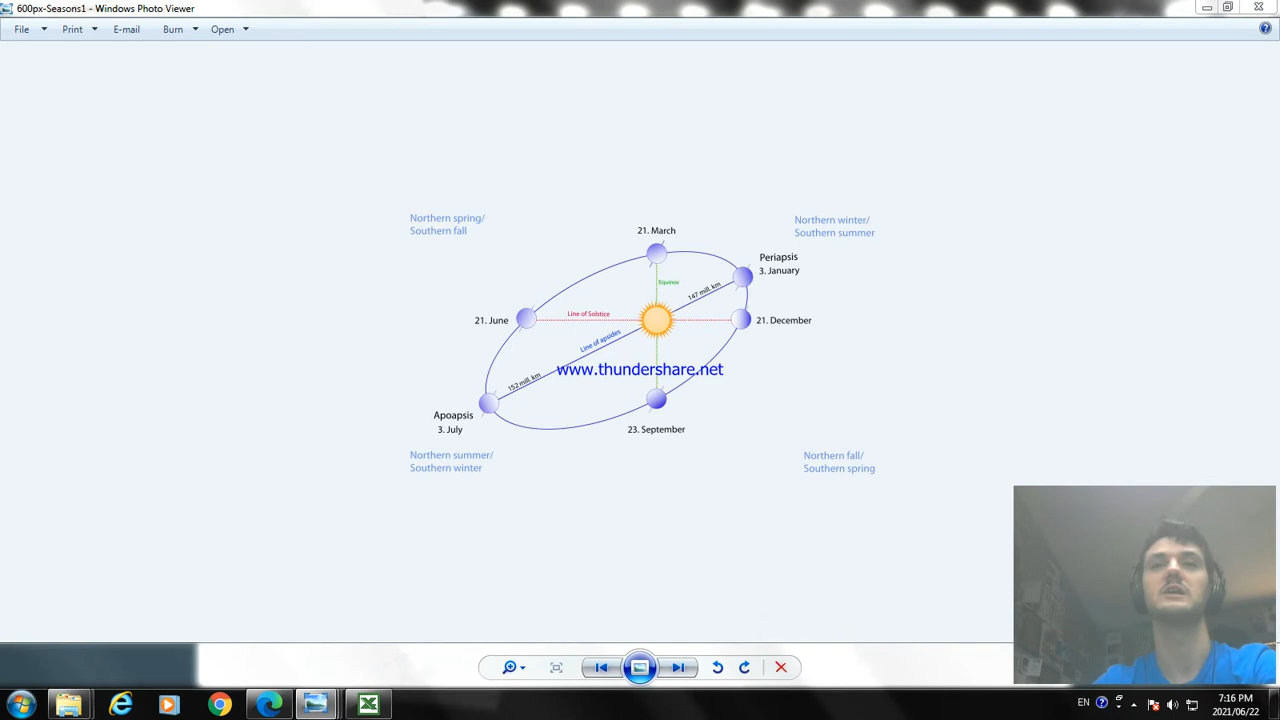 600px-Seasons1 - Windows Photo Viewer
File Print E-mail Burn Open
Northern spring/
Southern fall
21. March
Northern winter/
Southern summer
Periapsis
3. January
Equinox
147 mill. km
21. June
Line of Solstice
21. December
Line of apsides
152 mill. km
www.thundershare.net
Apoapsis
3. July
23. September
Northern summer/
Southern winter
Northern fall/
Southern spring
EN
7:16 PM
2021/06/22